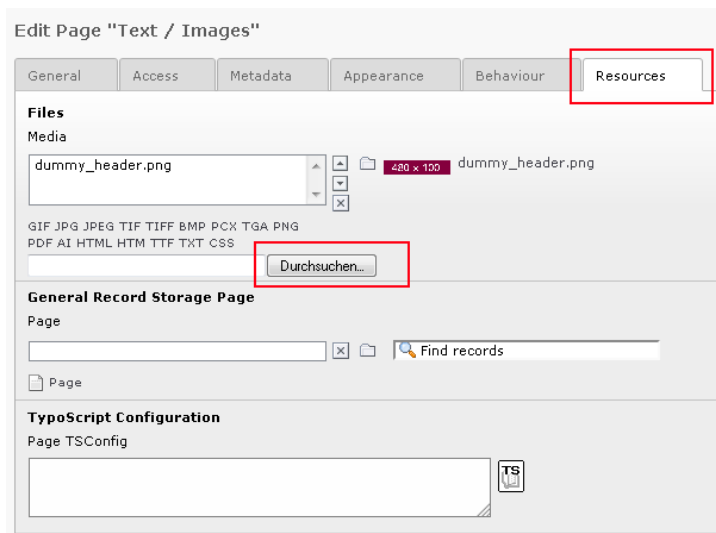 Edit Page "Text / Images"
General Access Metadata Appearance Behaviour Resources
Files
Media
dummy_header.png 480 x 100 dummy_header.png
GIF JPG JPEG TIF TIFF BMP PCX TGA PNG
PDF AI HTML HTM TTF TXT CSS
Durchsuchen...
General Record Storage Page
Page
Find records
Page
TypoScript Configuration
Page TSConfig
TS